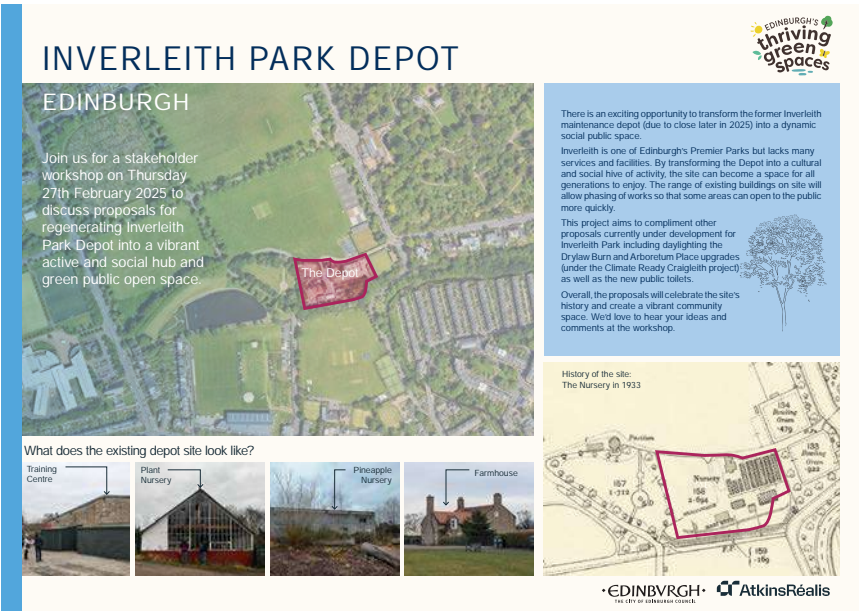 EDINBURGH'S
thriving
green
spaces
INVERLEITH PARK DEPOT
EDINBURGH
Join us for a stakeholder
workshop on Thursday
27th February 2025 to
discuss proposals for
regenerating Inverleith
Park Depot into a vibrant
active and social hub and
green public open space.
The Depot
There is an exciting opportunity to transform the former Inverleith
maintenance depot (due to close later in 2025) into a dynamic
social public space.
Inverleith is one of Edinburgh's Premier Parks but lacks many
services and facilities. By transforming the Depot into a cultural
and social hive of activity, the site can become a space for all
generations to enjoy. The range of existing buildings on site will
allow phasing of works so that some areas can open to the public
more quickly.
This project aims to compliment other
proposals currently under development for
Inverleith Park including daylighting the
Drylaw Burn and Arboretum Place upgrades
(under the Climate Ready Craigleith project)
as well as the new public toilets.
Overall, the proposals will celebrate the site's
history and create a vibrant community
space. We'd love to hear your ideas and
comments at the workshop.
History of the site:
The Nursery in 1933
134
Bowling
Green
·479
Pavilion
133
Bowling
Green
157
Nursery
158
2·694
159
What does the existing depot site look like?
Training
Centre
Plant
Nursery
Pineapple
Nursery
Farmhouse
·EDINBVRGH·
THE CITY OF EDINBURGH COUNCIL
AtkinsRéalis